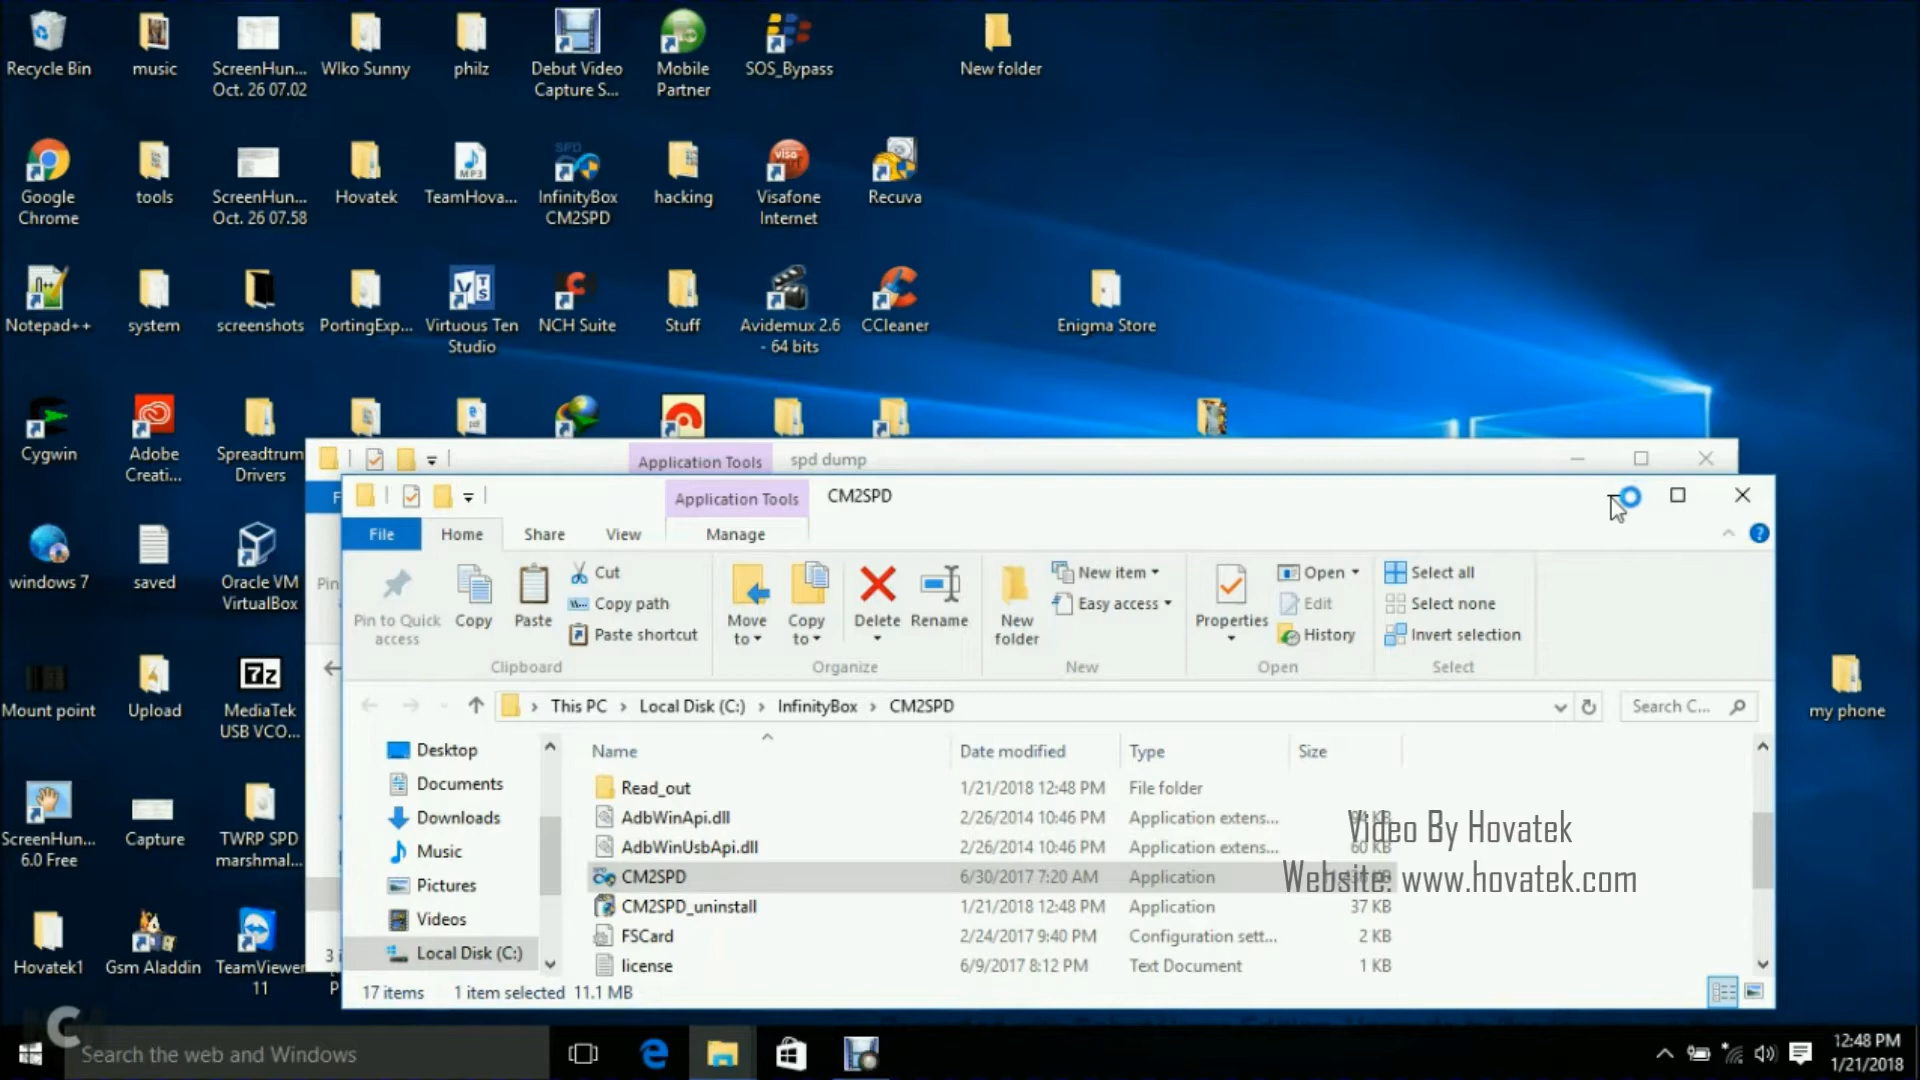 Recycle Bin
music
ScreenHun...
Oct. 26 07.02
Wlko Sunny
philz
Debut Video
Capture S...
Mobile
Partner
SOS_Bypass
New folder
Google
Chrome
tools
ScreenHun...
Oct. 26 07.58
Hovatek
MP3
TeamHova...
SPD
InfinityBox
CM2SPD
hacking
visa
Visafone
Internet
Recuva
Notepad++
system
screenshots
PortingExp...
Virtuous Ten
Studio
NCH Suite
Stuff
Avidemux 2.6
- 64 bits
CCleaner
Enigma Store
Cygwin
Adobe
Creati...
Spreadtrum
Drivers
Application Tools
spd dump
Application Tools
CM2SPD
File
Home
Share
View
Manage
windows 7
saved
Oracle VM
VirtualBox
Pin
Pin to Quick
access
Copy
Paste
Cut
Copy path
Paste shortcut
Clipboard
Move
to
Copy
to
Delete
Rename
Organize
New
folder
New item
Easy access
New
Properties
Open
Edit
History
Open
Select all
Select none
Invert selection
Select
Mount point
Upload
7z
MediaTek
USB VCO...
my phone
This PC
Local Disk (C:)
InfinityBox
CM2SPD
Search C...
Desktop
Documents
Downloads
Music
Pictures
Videos
Local Disk (C:)
Name
Date modified
Type
Size
Read_out 1/21/2018 12:48 PM File folder
AdbWinApi.dll 2/26/2014 10:46 PM Application extens... KB
AdbWinUsbApi.dll 2/26/2014 10:46 PM Application extens... 60 KB
CM2SPD 6/30/2017 7:20 AM Application KB
CM2SPD_uninstall 1/21/2018 12:48 PM Application 37 KB
FSCard 2/24/2017 9:40 PM Configuration sett... 2 KB
license 6/9/2017 8:12 PM Text Document 1 KB
Video By Hovatek
Website: www.hovatek.com
17 items
1 item selected 11.1 MB
ScreenHun...
6.0 Free
Capture
TWRP SPD
marshmal...
Hovatek1
Gsm Aladdin
TeamViewer
11
Search the web and Windows
12:48 PM
1/21/2018